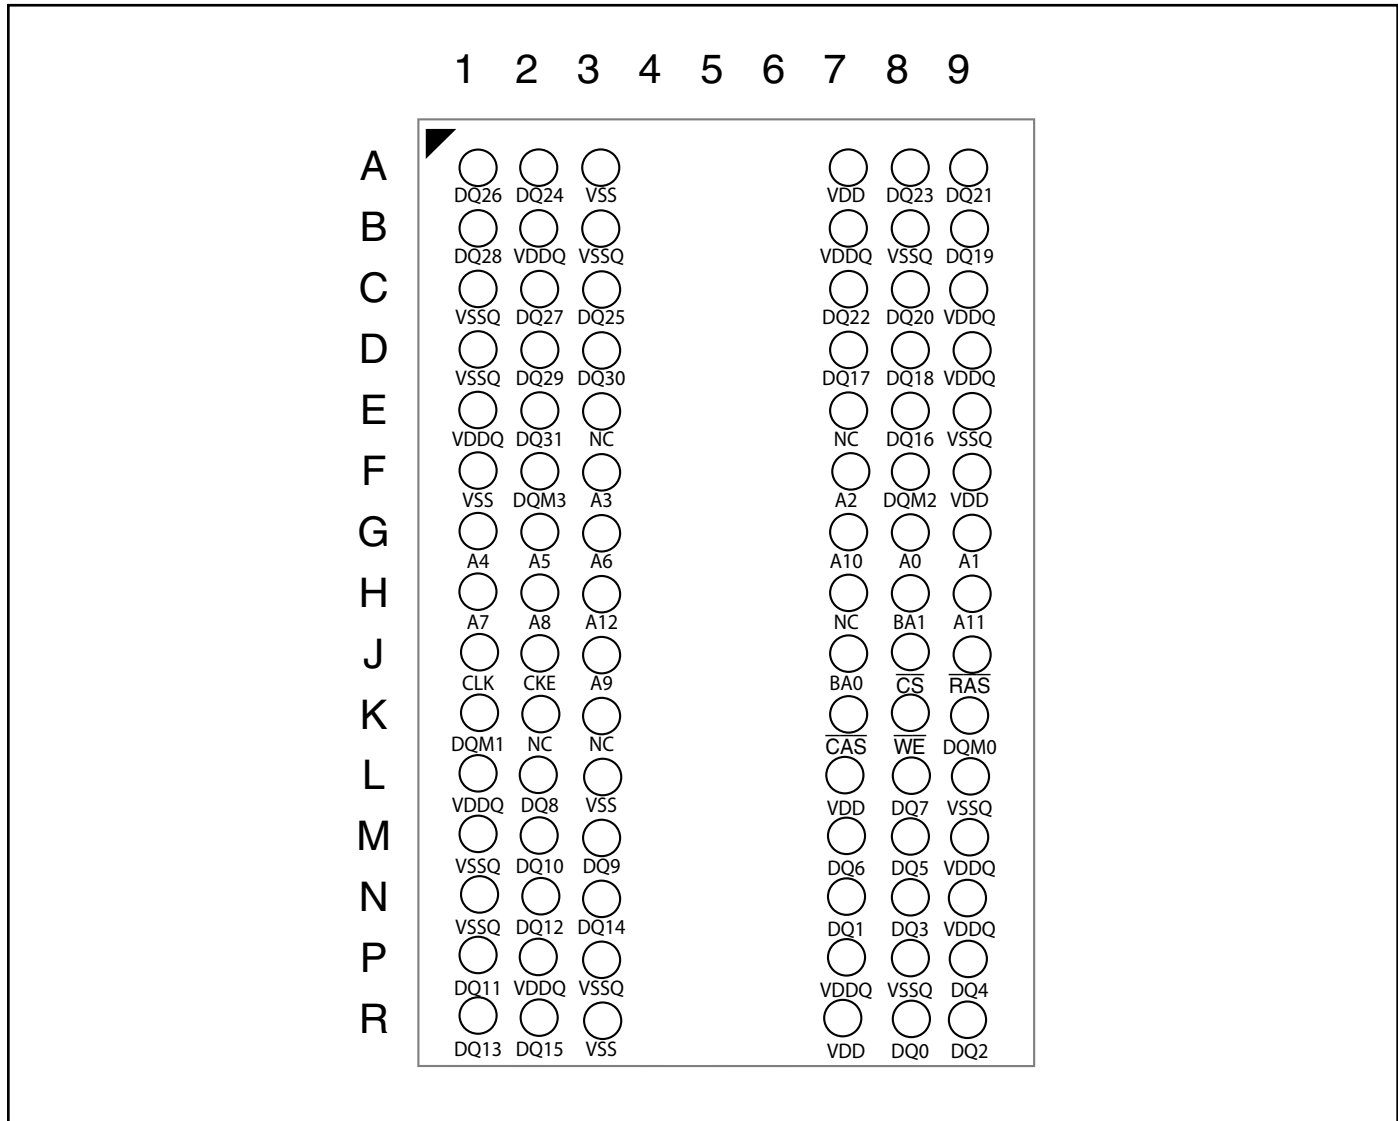 1 2 3 4 5 6 7 8 9
A
DQ26 DQ24 VSS VDD DQ23 DQ21
B
DQ28 VDDQ VSSQ VDDQ VSSQ DQ19
C
VSSQ DQ27 DQ25 DQ22 DQ20 VDDQ
D
VSSQ DQ29 DQ30 DQ17 DQ18 VDDQ
E
VDDQ DQ31 NC NC DQ16 VSSQ
F
VSS DQM3 A3 A2 DQM2 VDD
G
A4 A5 A6 A10 A0 A1
H
A7 A8 A12 NC BA1 A11
J
CLK CKE A9 BA0 C̅S̅ R̅A̅S̅
K
DQM1 NC NC C̅A̅S̅ W̅E̅ DQM0
L
VDDQ DQ8 VSS VDD DQ7 VSSQ
M
VSSQ DQ10 DQ9 DQ6 DQ5 VDDQ
N
VSSQ DQ12 DQ14 DQ1 DQ3 VDDQ
P
DQ11 VDDQ VSSQ VDDQ VSSQ DQ4
R
DQ13 DQ15 VSS VDD DQ0 DQ2